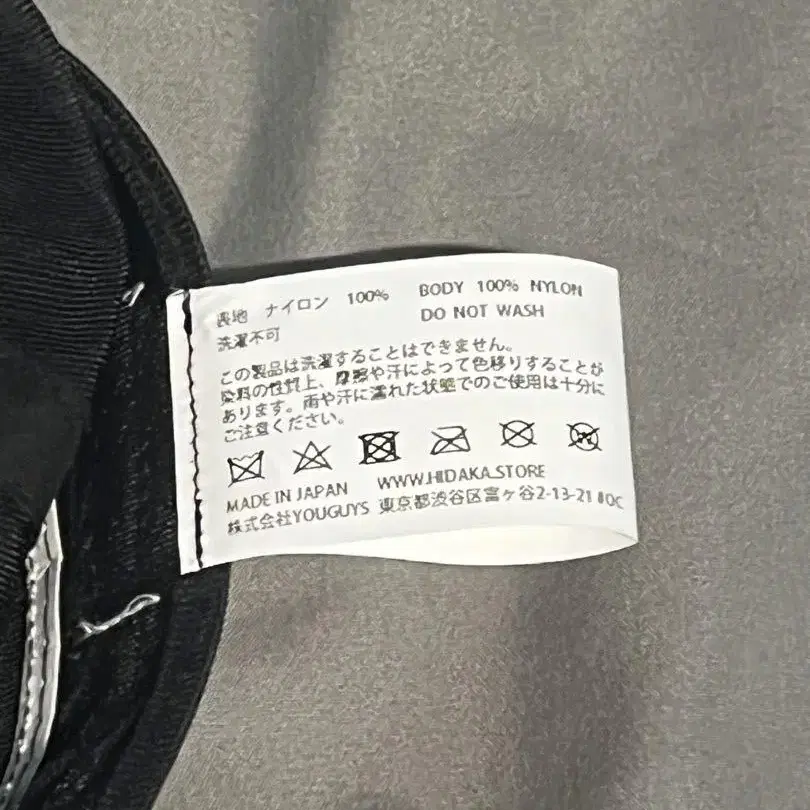 表地 ナイロン 100% BODY 100% NYLON
洗濯不可 DO NOT WASH
この製品は洗濯することはできません。
染料の性質上、摩擦や汗によって色移りすることが
あります。雨や汗に濡れた状態でのご使用は十分に
ご注意ください。
MADE IN JAPAN WWW.HIDAKA.STORE
株式会社YOUGUYS 東京都渋谷区富ヶ谷2-13-21